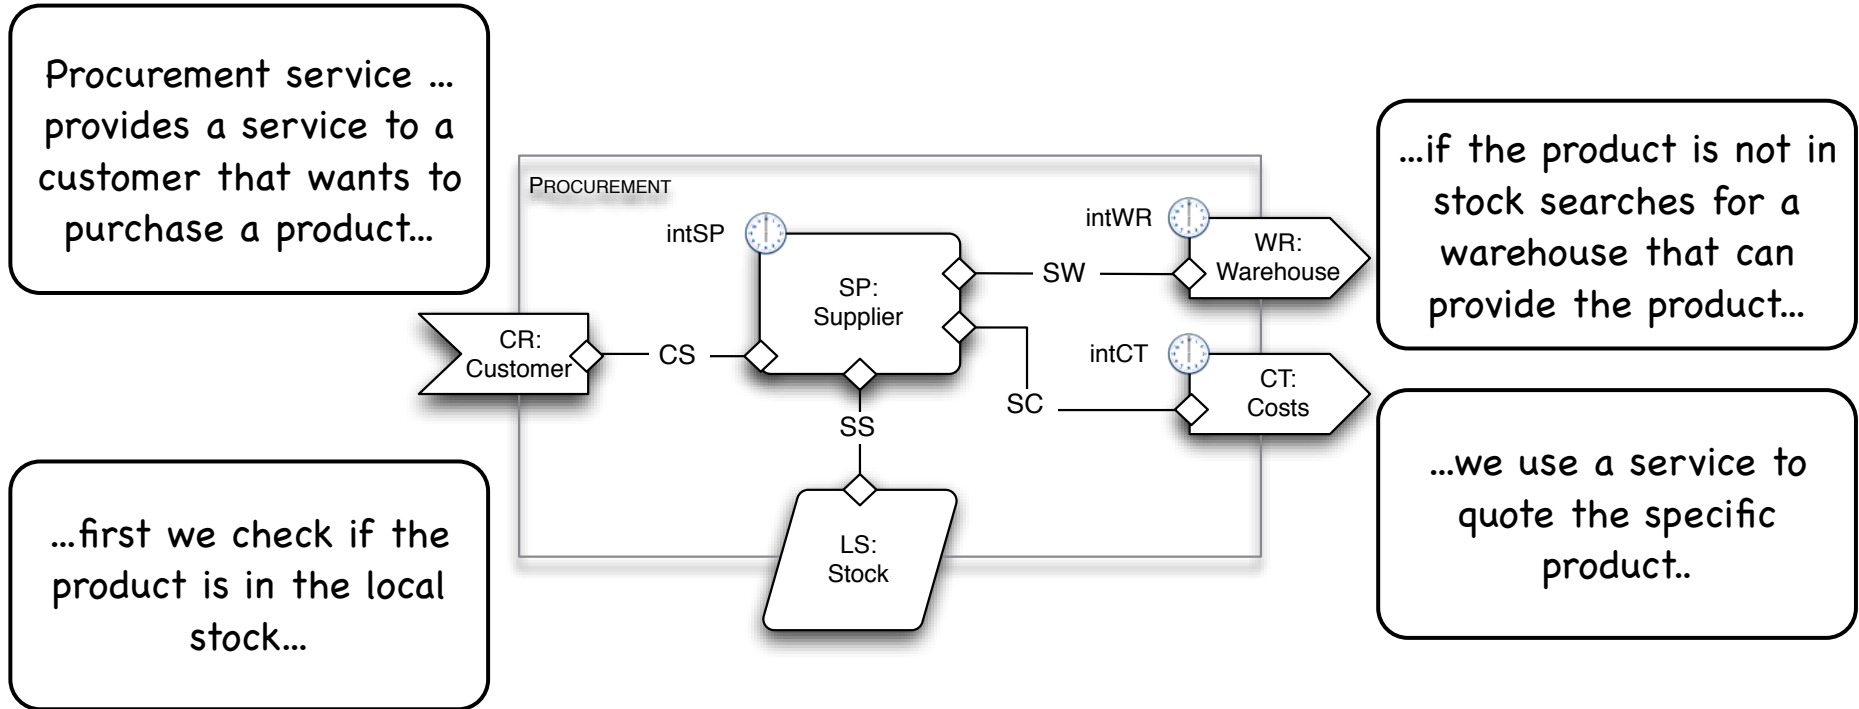 Procurement service ...
provides a service to a
customer that wants to
purchase a product...
...first we check if the
product is in the local
stock...
PROCUREMENT
intSP
SP:
Supplier
intWR
WR:
Warehouse
SW
CR:
Customer
CS
intCT
CT:
Costs
SC
SS
LS:
Stock
...if the product is not in
stock searches for a
warehouse that can
provide the product...
...we use a service to
quote the specific
product..